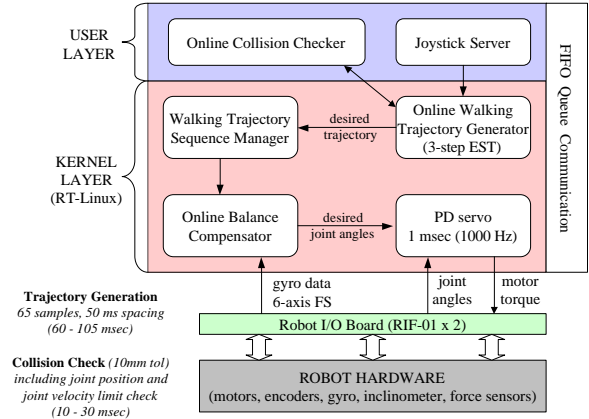 USER
LAYER
Online Collision Checker
Joystick Server
FIFO Queue Communication
KERNEL
LAYER
(RT-Linux)
Walking Trajectory
Sequence Manager
desired
trajectory
Online Walking
Trajectory Generator
(3-step EST)
Online Balance
Compensator
desired
joint angles
PD servo
1 msec (1000 Hz)
gyro data
6-axis FS
joint
angles
motor
torque
Trajectory Generation
65 samples, 50 ms spacing
(60 - 105 msec)
Robot I/O Board (RIF-01 x 2)
Collision Check (10mm tol)
including joint position and
joint velocity limit check
(10 - 30 msec)
ROBOT HARDWARE
(motors, encoders, gyro, inclinometer, force sensors)